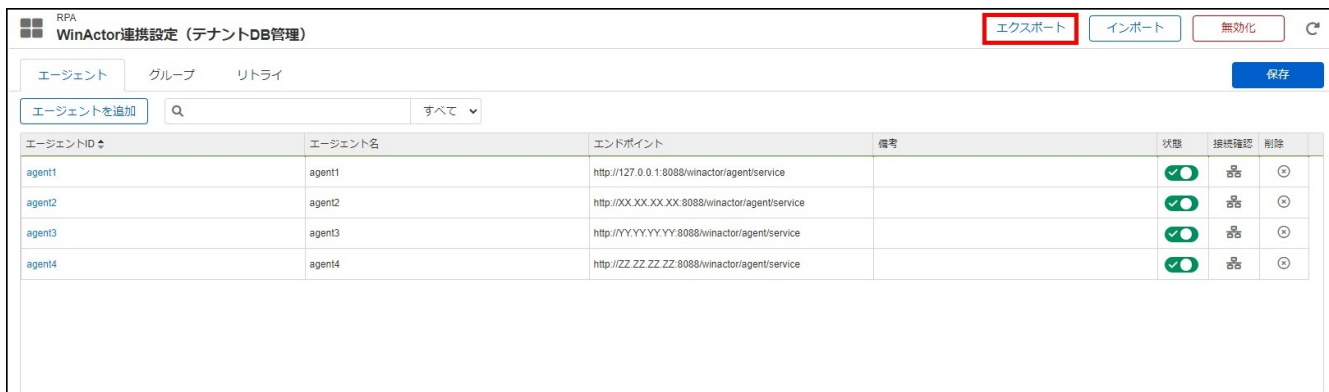 RPA
WinActor連携設定（テナントDB管理）
エクスポート インポート 無効化
エージェント グループ リトライ 保存
エージェントを追加 すべて
エージェントID エージェント名 エンドポイント 備考 状態 接続確認 削除
agent1 agent1 http://127.0.0.1:8088/winactor/agent/service
agent2 agent2 http://XX.XX.XX.XX:8088/winactor/agent/service
agent3 agent3 http://YY.YY.YY.YY:8088/winactor/agent/service
agent4 agent4 http://ZZ.ZZ.ZZ.ZZ:8088/winactor/agent/service